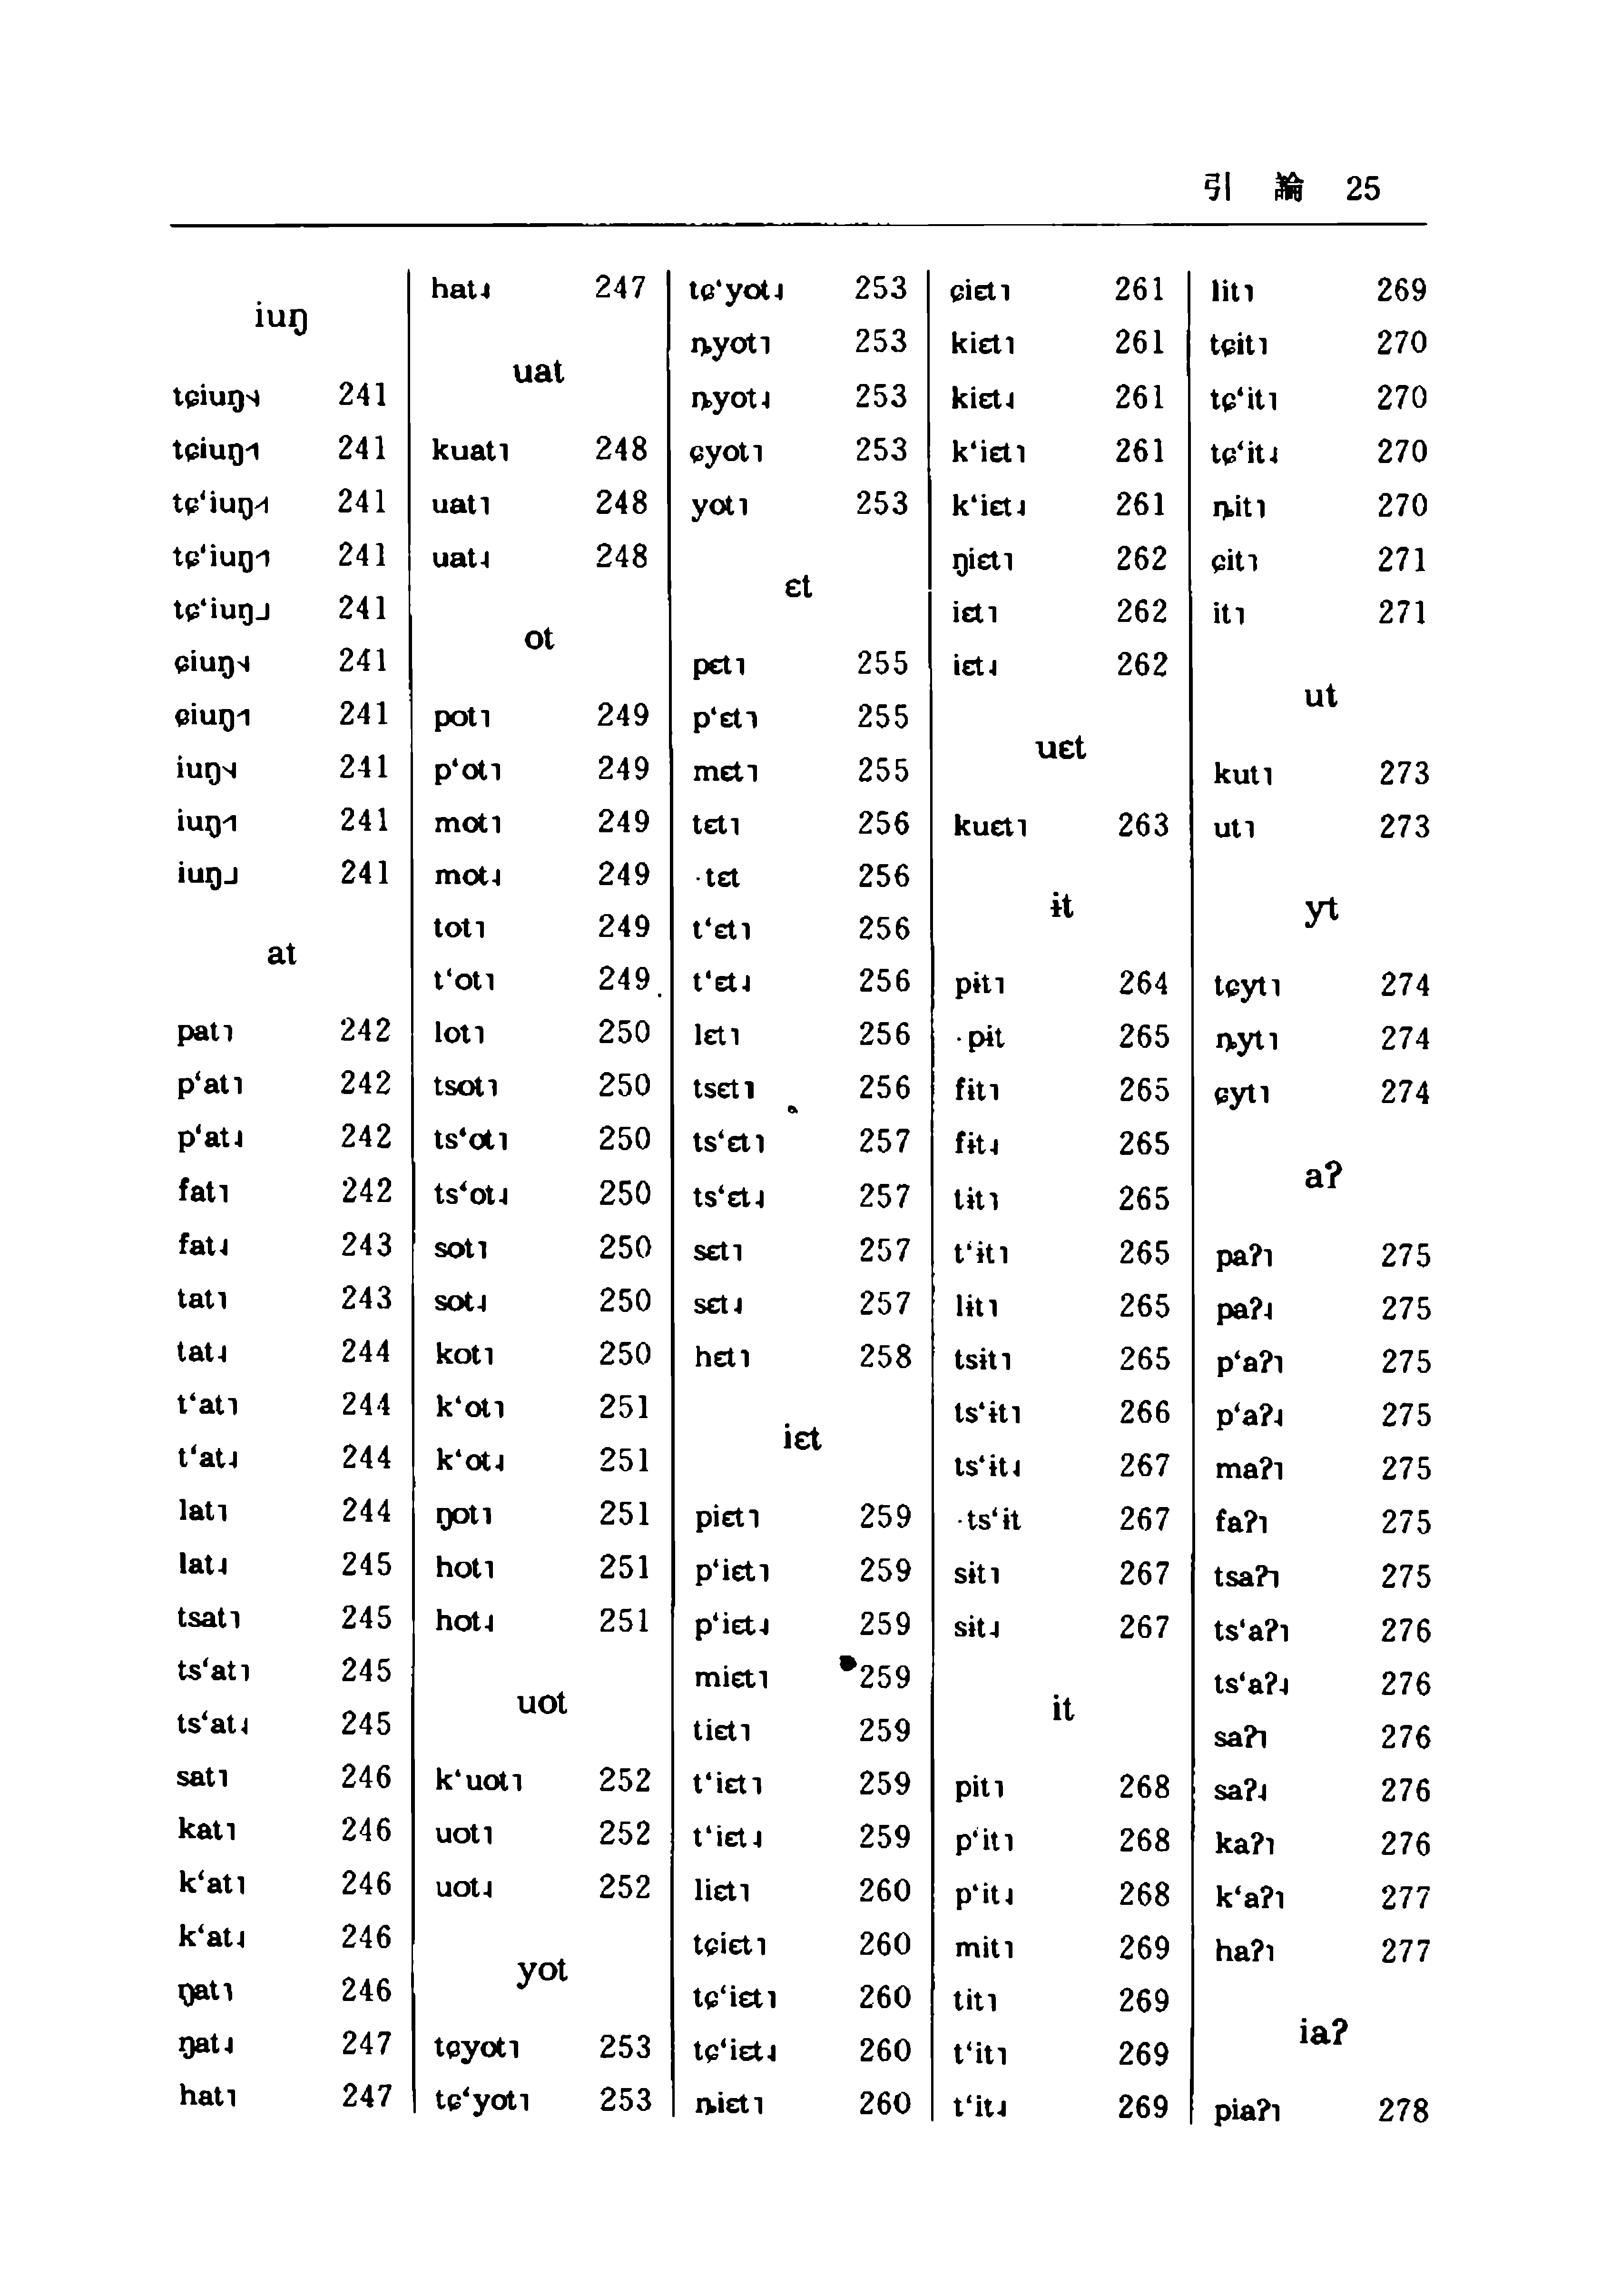 引 論 25
iuŋ
tɕiuŋ˧˨ 241
tɕiuŋ˦˥ 241
tɕ‘iuŋ˨˦ 241
tɕ‘iuŋ˦˥ 241
tɕ‘iuŋ˩ 241
ɕiuŋ˧˨ 241
ɕiuŋ˦˥ 241
iuŋ˧˨ 241
iuŋ˦˥ 241
iuŋ˩ 241
at
pat˥ 242
p‘at˥ 242
p‘at˨ 242
fat˥ 242
fat˨ 243
tat˥ 243
tat˨ 244
t‘at˥ 244
t‘at˨ 244
lat˥ 244
lat˨ 245
tsat˥ 245
ts‘at˥ 245
ts‘at˨ 245
sat˥ 246
kat˥ 246
k‘at˥ 246
k‘at˨ 246
ŋat˥ 246
ŋat˨ 247
hat˥ 247
hat˨ 247
uat
kuat˥ 248
uat˥ 248
uat˨ 248
ot
pot˥ 249
p‘ot˥ 249
mot˥ 249
mot˨ 249
tot˥ 249
t‘ot˥ 249
lot˥ 250
tsot˥ 250
ts‘ot˥ 250
ts‘ot˨ 250
sot˥ 250
sot˨ 250
kot˥ 250
k‘ot˥ 251
k‘ot˨ 251
ŋot˥ 251
hot˥ 251
hot˨ 251
uot
k‘uot˥ 252
uot˥ 252
uot˨ 252
yot
tɕyot˥ 253
tɕ‘yot˥ 253
tɕ‘yot˨ 253
ȵyot˥ 253
ȵyot˨ 253
ɕyot˥ 253
yot˥ 253
ɛt
pɛt˥ 255
p‘ɛt˥ 255
mɛt˥ 255
tɛt˥ 256
·tɛt 256
t‘ɛt˥ 256
t‘ɛt˨ 256
lɛt˥ 256
tsɛt˥ 256
ts‘ɛt˥ 257
ts‘ɛt˨ 257
sɛt˥ 257
sɛt˨ 257
hɛt˥ 258
iɛt
piɛt˥ 259
p‘iɛt˥ 259
p‘iɛt˨ 259
miɛt˥ 259
tiɛt˥ 259
t‘iɛt˥ 259
t‘iɛt˨ 259
liɛt˥ 260
tɕiɛt˥ 260
tɕ‘iɛt˥ 260
tɕ‘iɛt˨ 260
ȵiɛt˥ 260
ɕiɛt˥ 261
kiɛt˥ 261
kiɛt˨ 261
k‘iɛt˥ 261
k‘iɛt˨ 261
ŋiɛt˥ 262
iɛt˥ 262
iɛt˨ 262
uɛt
kuɛt˥ 263
ɨt
pɨt˥ 264
·pɨt 265
fɨt˥ 265
fɨt˨ 265
tɨt˥ 265
t‘ɨt˥ 265
lɨt˥ 265
tsɨt˥ 265
ts‘ɨt˥ 266
ts‘ɨt˨ 267
·ts‘ɨt 267
sɨt˥ 267
sɨt˨ 267
it
pit˥ 268
p‘it˥ 268
p‘it˨ 268
mit˥ 269
tit˥ 269
t‘it˥ 269
t‘it˨ 269
lit˥ 269
tɕit˥ 270
tɕ‘it˥ 270
tɕ‘it˨ 270
ȵit˥ 270
ɕit˥ 271
it˥ 271
ut
kut˥ 273
ut˥ 273
yt
tɕyt˥ 274
ȵyt˥ 274
ɕyt˥ 274
aʔ
paʔ˥ 275
paʔ˨ 275
p‘aʔ˥ 275
p‘aʔ˨ 275
maʔ˥ 275
faʔ˥ 275
tsaʔ˥ 275
ts‘aʔ˥ 276
ts‘aʔ˨ 276
saʔ˥ 276
saʔ˨ 276
kaʔ˥ 276
k‘aʔ˥ 277
haʔ˥ 277
iaʔ
piaʔ˥ 278